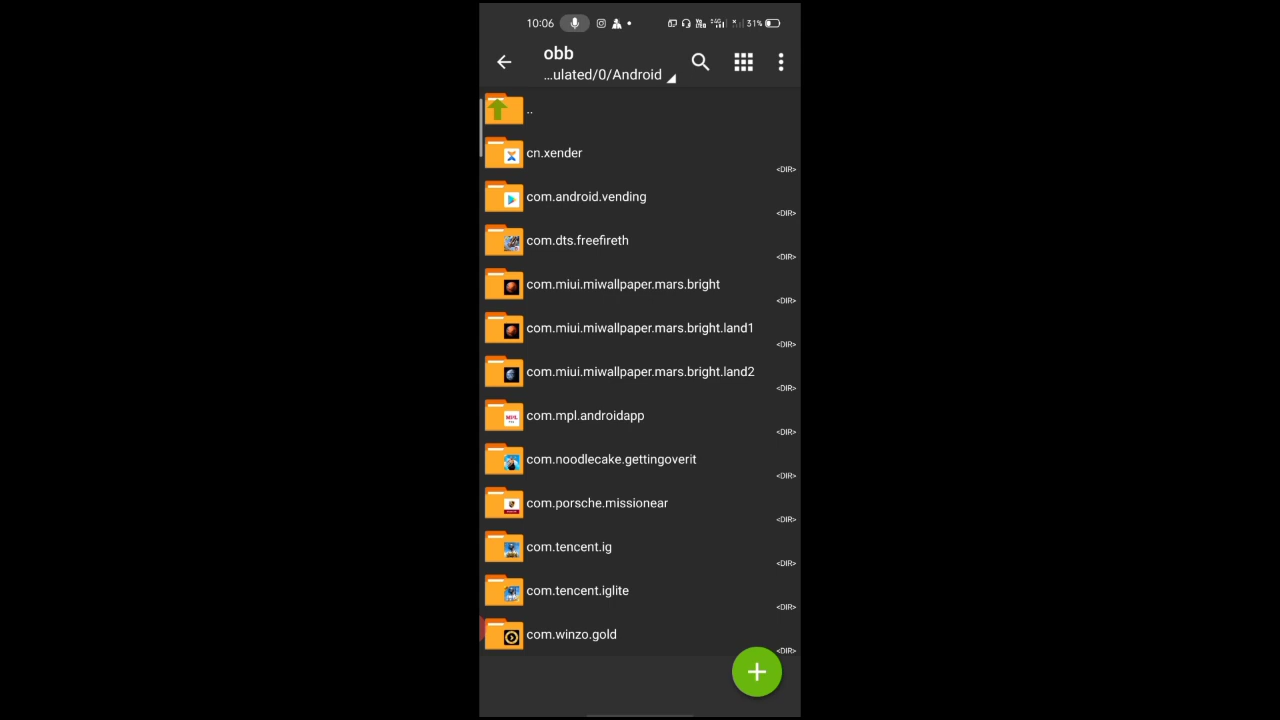 10:06
31%
obb
...ulated/0/Android
..
cn.xender
<DIR>
com.android.vending
<DIR>
com.dts.freefireth
<DIR>
com.miui.miwallpaper.mars.bright
<DIR>
com.miui.miwallpaper.mars.bright.land1
<DIR>
com.miui.miwallpaper.mars.bright.land2
<DIR>
com.mpl.androidapp
<DIR>
com.noodlecake.gettingoverit
<DIR>
com.porsche.missionear
<DIR>
com.tencent.ig
<DIR>
com.tencent.iglite
<DIR>
com.winzo.gold
<DIR>